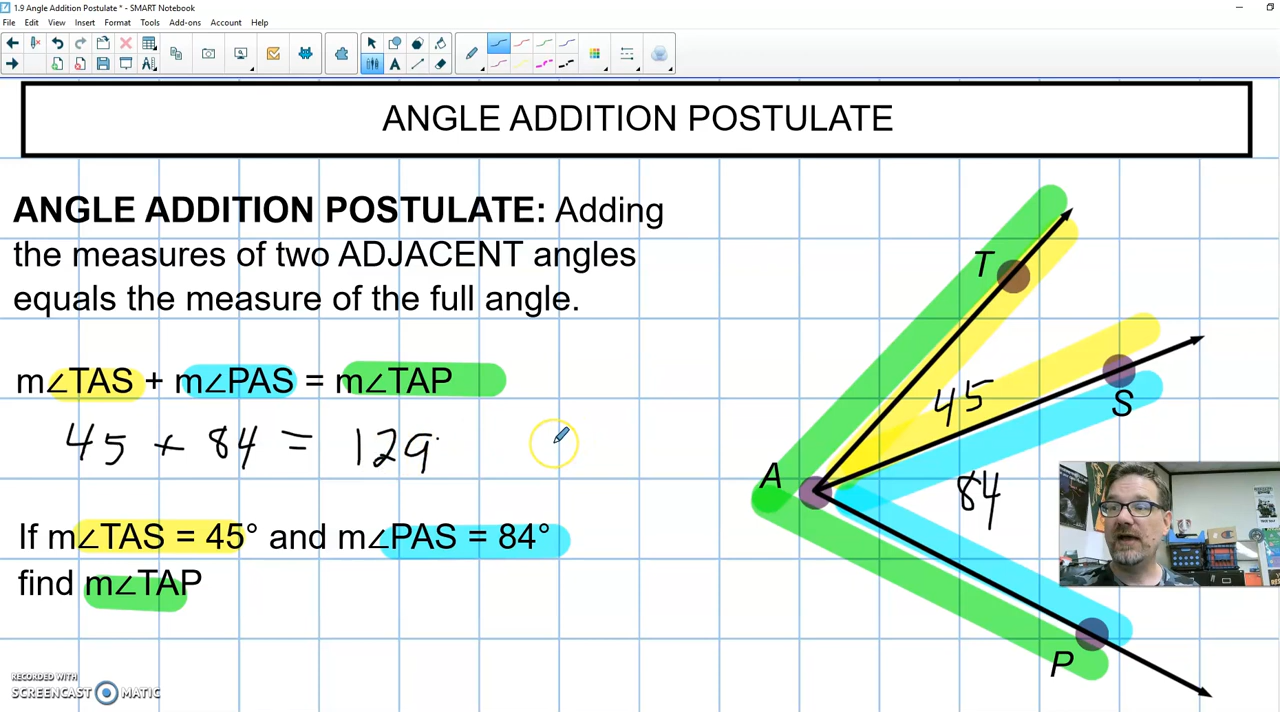 1.9 Angle Addition Postulate * - SMART Notebook
File Edit View Insert Format Tools Add-ons Account Help
ANGLE ADDITION POSTULATE
ANGLE ADDITION POSTULATE: Adding
the measures of two ADJACENT angles
equals the measure of the full angle.
m∠TAS + m∠PAS = m∠TAP
45 + 84 = 129
If m∠TAS = 45° and m∠PAS = 84°
find m∠TAP
T
45
S
A
84
P
RECORDED WITH
SCREENCAST MATIC